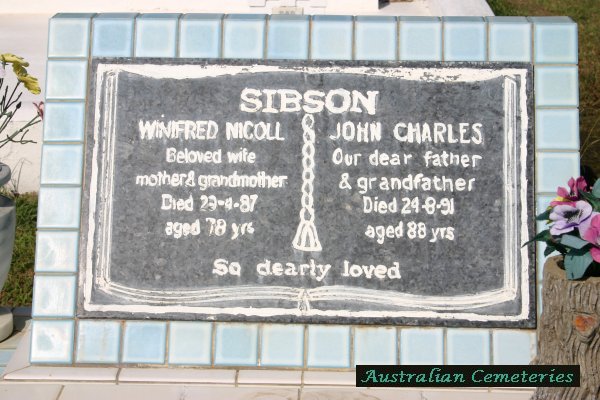 SIBSON
WINIFRED NICOLL
Beloved wife
mother & grandmother
Died 29-4-87
aged 78 yrs
JOHN CHARLES
Our dear father
& grandfather
Died 24-8-91
aged 88 yrs
So dearly loved
Australian Cemeteries